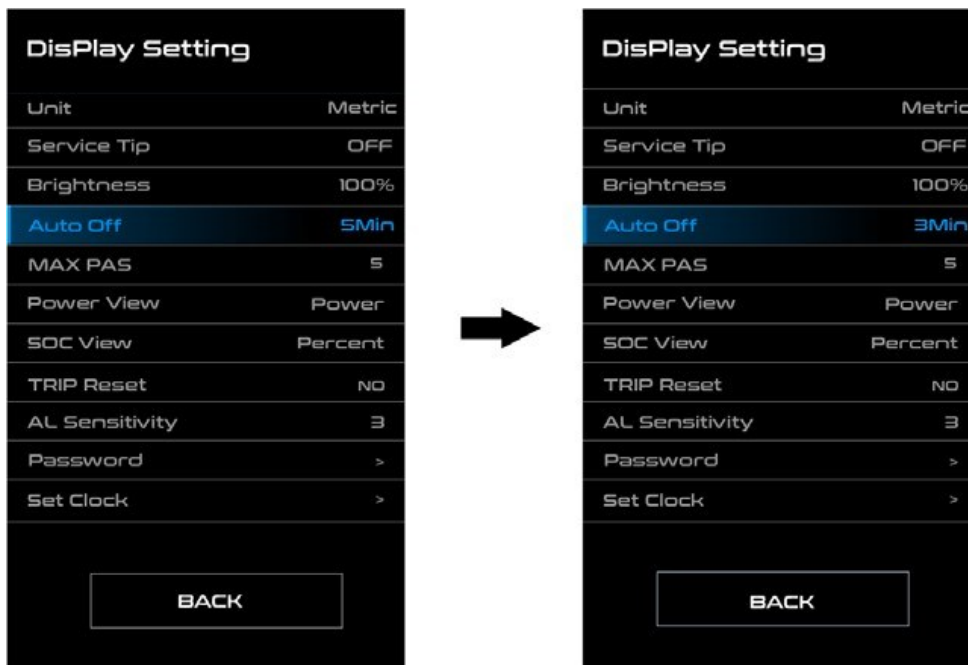 DisPlay Setting
Unit Metric
Service Tip OFF
Brightness 100%
Auto Off 5Min
MAX PAS 5
Power View Power
SOC View Percent
TRIP Reset NO
AL Sensitivity 3
Password >
Set Clock >
BACK
DisPlay Setting
Unit Metric
Service Tip OFF
Brightness 100%
Auto Off 3Min
MAX PAS 5
Power View Power
SOC View Percent
TRIP Reset NO
AL Sensitivity 3
Password >
Set Clock >
BACK